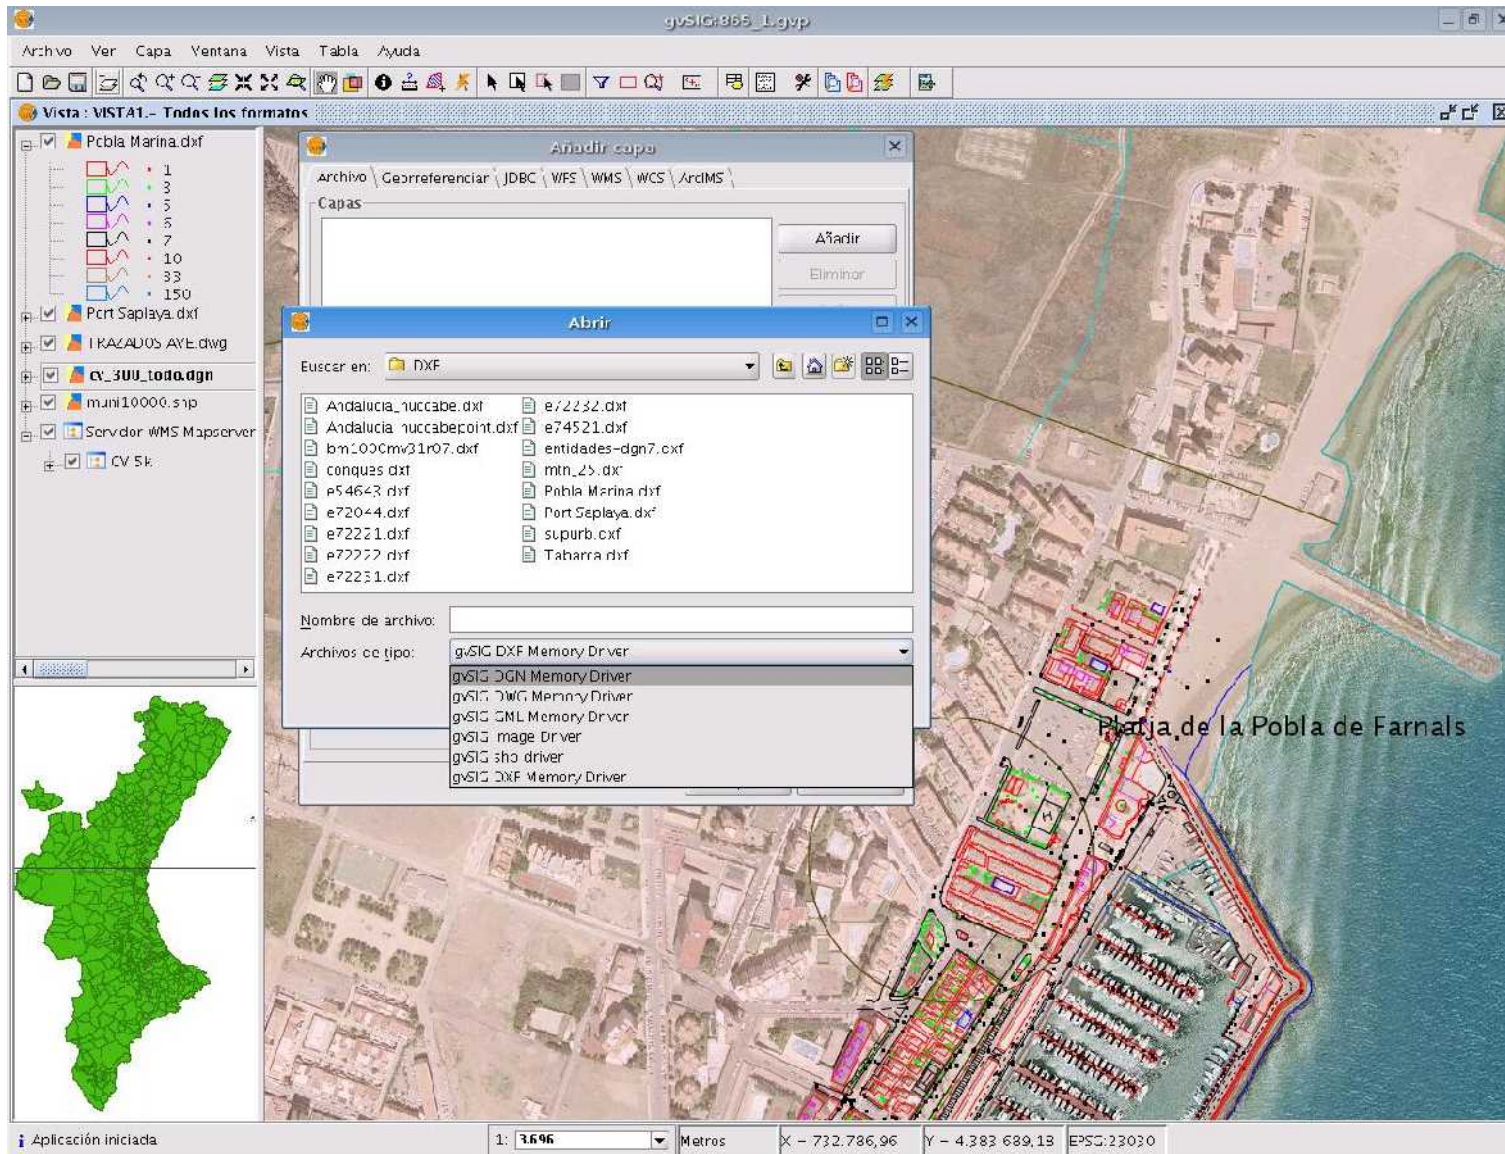 gvSIG:865_1.gvp
Archivo Ver Capa Ventana Vista Tabla Ayuda
Vista : VISTA1.- Todos los formatos
Pobla Marina.dxf
1
3
5
6
7
10
33
150
Port Saplaya.dxf
TRAZADOS AVE.dwg
cv_300_todo.dgn
muni10000.shp
Servidor WMS Mapserver
CV 5k
Añadir capa
Archivo Georreferenciar JDBC WFS WMS WCS ArcIMS
Capas
Añadir
Eliminar
Abrir
Buscar en: DXF
Andalucia_nuccabe.dxf
Andalucia_nuccabepoint.dxf
bm1000mv31r07.dxf
conques.dxf
e54643.dxf
e72044.dxf
e72221.dxf
e72222.dxf
e72231.dxf
e72232.dxf
e74521.dxf
entidades-dgn7.dxf
mtn_25.dxf
Pobla Marina.dxf
Port Saplaya.dxf
supurb.dxf
Tabarca.dxf
Nombre de archivo:
Archivos de tipo: gvSIG DXF Memory Driver
gvSIG DGN Memory Driver
gvSIG DWG Memory Driver
gvSIG GML Memory Driver
gvSIG Image Driver
gvSIG shp driver
gvSIG DXF Memory Driver
Platja de la Pobla de Farnals
Aplicación iniciada
1: 3.696
Metros
X = 732.786,96
Y = 4.383.689,13
EPSG:23030